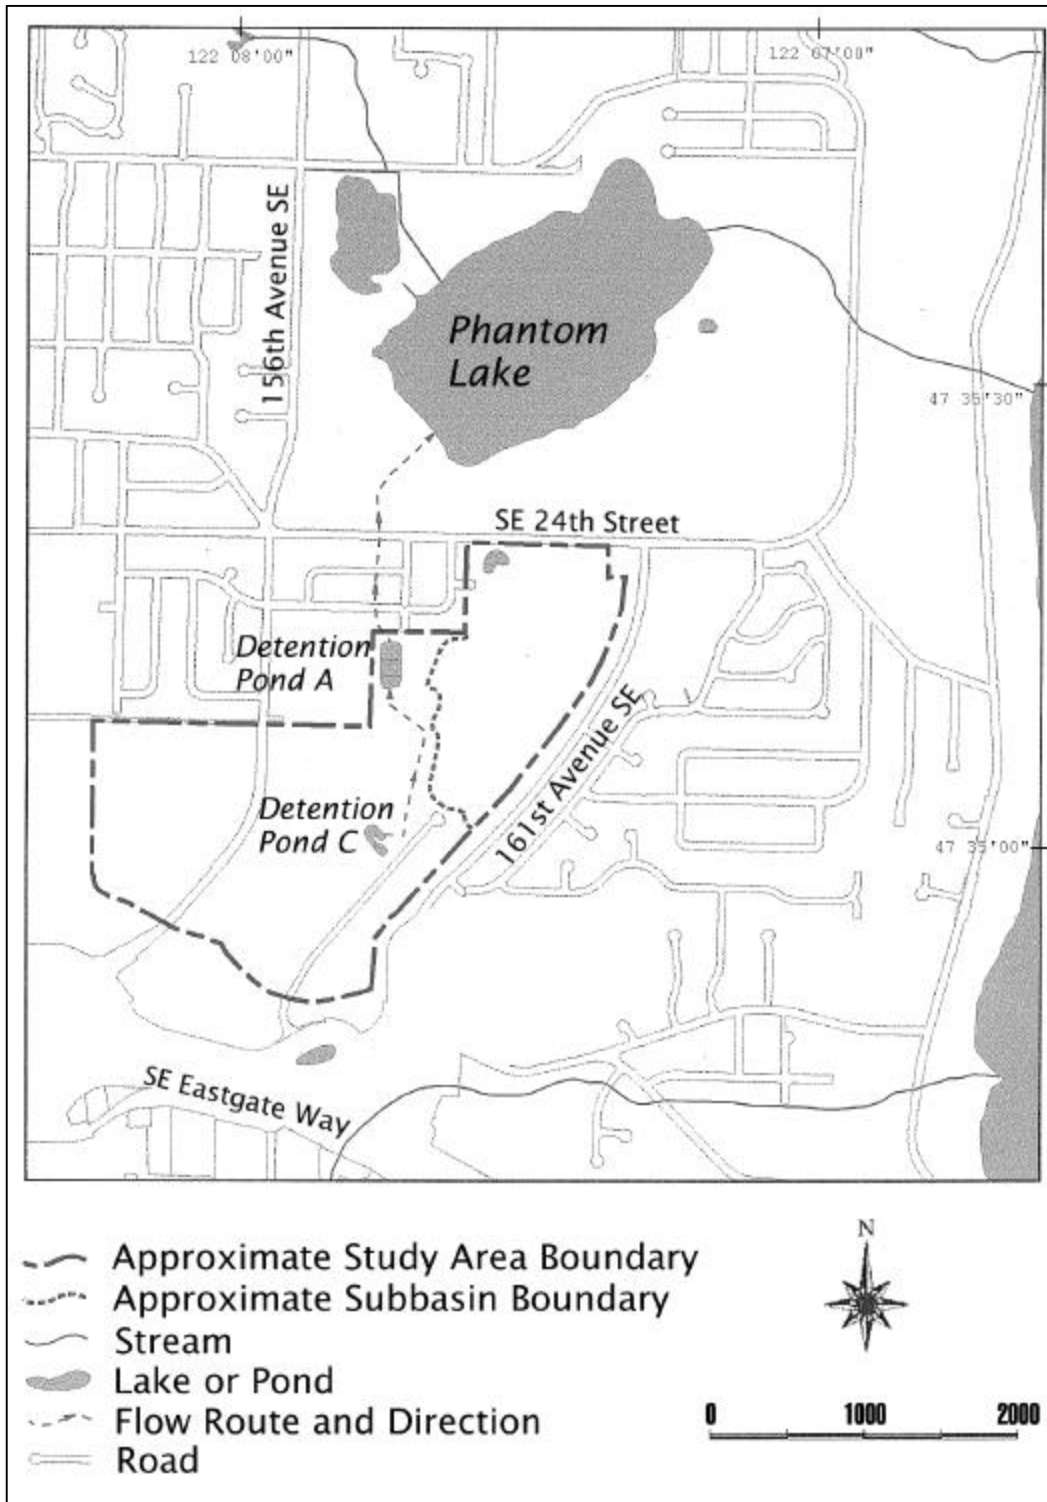 122 08'00"
122 07'00"
156th Avenue SE
Phantom
Lake
47 35'30"
SE 24th Street
Detention
Pond A
161st Avenue SE
Detention
Pond C
47 35'00"
SE Eastgate Way
Approximate Study Area Boundary
Approximate Subbasin Boundary
Stream
Lake or Pond
Flow Route and Direction
Road
N
0 1000 2000